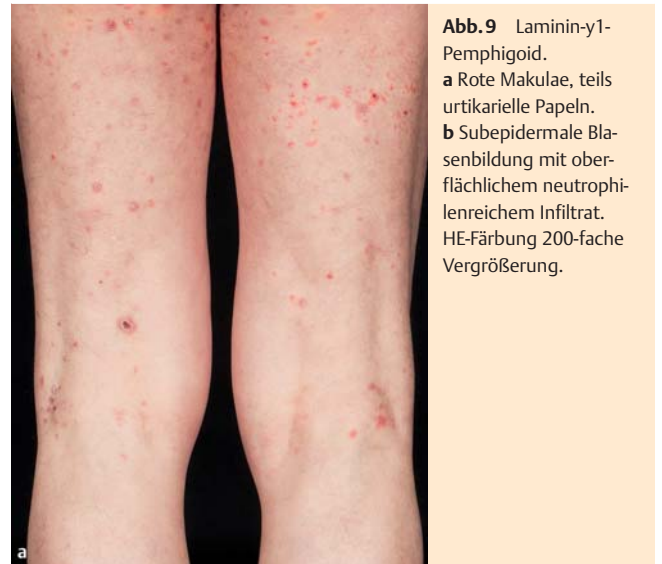 Abb. 9 Laminin-y1-
Pemphigoid.
a Rote Makulae, teils
urtikarielle Papeln.
b Subepidermale Bla-
senbildung mit ober-
flächlichem neutrophi-
lenreichem Infiltrat.
HE-Färbung 200-fache
Vergrößerung.
a